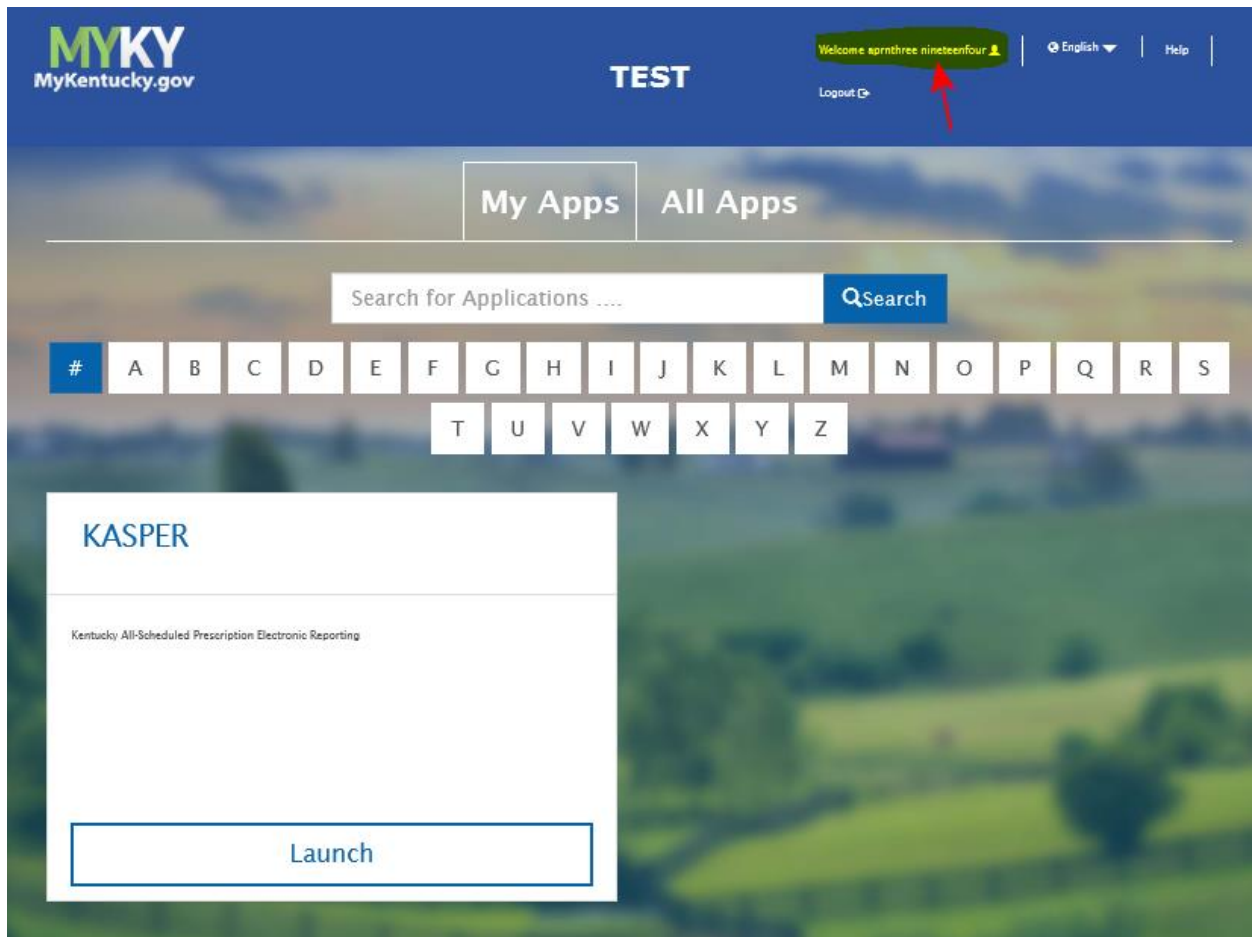 MYKY
MyKentucky.gov
TEST
Welcome aprnthree nineteenfour
English
Help
Logout
My Apps
All Apps
Search for Applications ....
Search
# A B C D E F G H I J K L M N O P Q R S
T U V W X Y Z
KASPER
Kentucky All-Scheduled Prescription Electronic Reporting
Launch